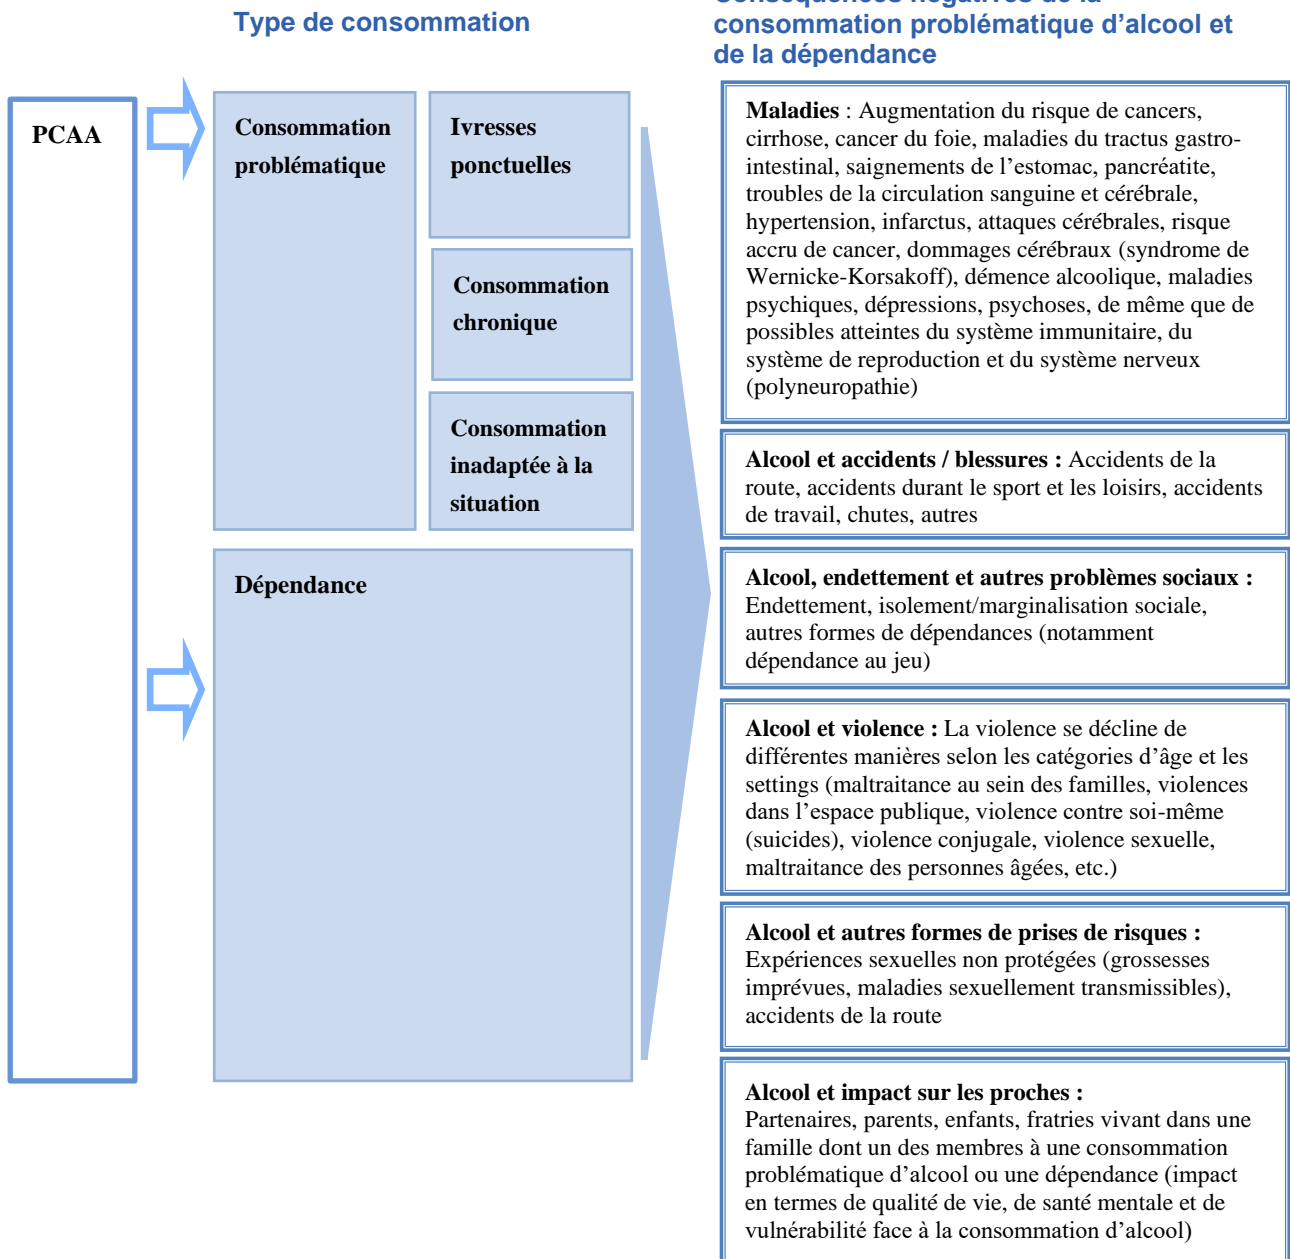 Type de consommation
Conséquences négatives de la
consommation problématique d’alcool et
de la dépendance
PCAA
Consommation
problématique
Ivresses
ponctuelles
Consommation
chronique
Consommation
inadaptée à la
situation
Dépendance
Maladies : Augmentation du risque de cancers,
cirrhose, cancer du foie, maladies du tractus gastro-
intestinal, saignements de l’estomac, pancréatite,
troubles de la circulation sanguine et cérébrale,
hypertension, infarctus, attaques cérébrales, risque
accru de cancer, dommages cérébraux (syndrome de
Wernicke-Korsakoff), démence alcoolique, maladies
psychiques, dépressions, psychoses, de même que de
possibles atteintes du système immunitaire, du
système de reproduction et du système nerveux
(polyneuropathie)
Alcool et accidents / blessures : Accidents de la
route, accidents durant le sport et les loisirs, accidents
de travail, chutes, autres
Alcool, endettement et autres problèmes sociaux :
Endettement, isolement/marginalisation sociale,
autres formes de dépendances (notamment
dépendance au jeu)
Alcool et violence : La violence se décline de
différentes manières selon les catégories d’âge et les
settings (maltraitance au sein des familles, violences
dans l’espace publique, violence contre soi-même
(suicides), violence conjugale, violence sexuelle,
maltraitance des personnes âgées, etc.)
Alcool et autres formes de prises de risques :
Expériences sexuelles non protégées (grossesses
imprévues, maladies sexuellement transmissibles),
accidents de la route
Alcool et impact sur les proches :
Partenaires, parents, enfants, fratries vivant dans une
famille dont un des membres à une consommation
problématique d’alcool ou une dépendance (impact
en termes de qualité de vie, de santé mentale et de
vulnérabilité face à la consommation d’alcool)